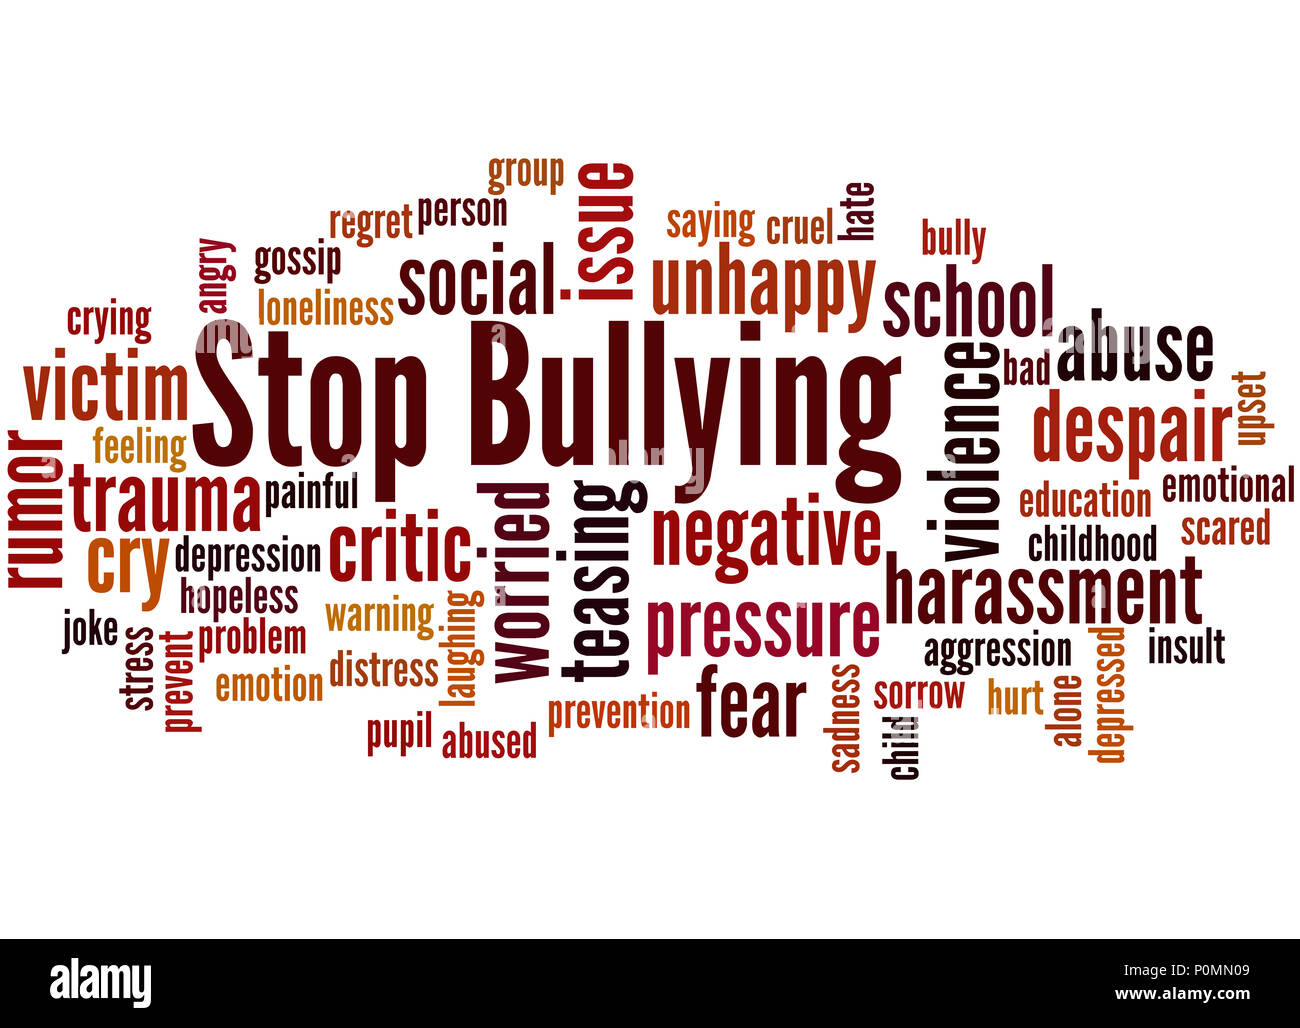 group
issue
hate
regret
person
saying
cruel
bully
angry
gossip
social
unhappy
school
loneliness
crying
abuse
Stop Bullying
victim
violence
bad
upset
despair
feeling
rumor
trauma
painful
worried
teasing
negative
education
emotional
critic
scared
cry
depression
childhood
harassment
hopeless
warning
laughing
pressure
joke
stress
prevent
problem
aggression
depressed
insult
emotion
distress
fear
sadness
sorrow
hurt
alone
prevention
pupil
abused
child
alamy
Image ID: P0MN09
www.alamy.com